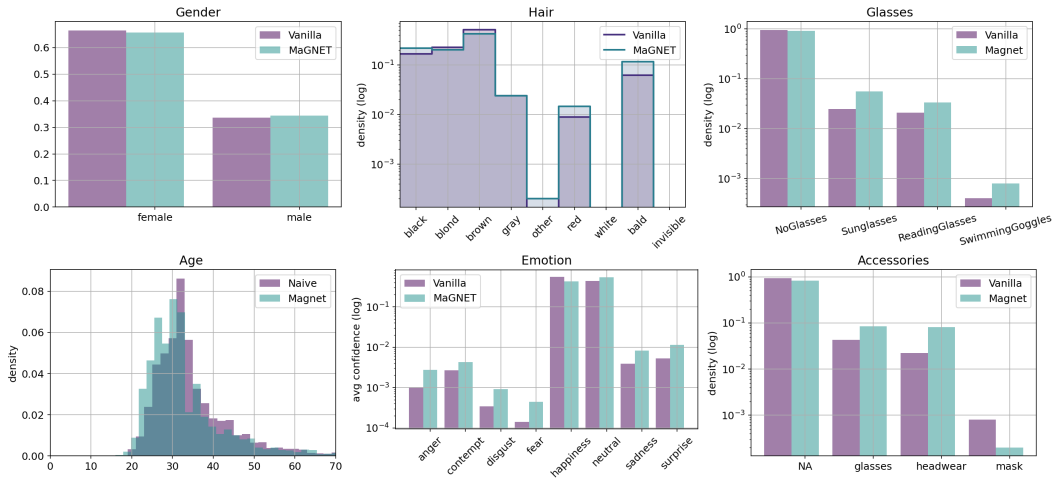 Gender
0.6
0.5
0.4
0.3
0.2
0.1
0.0
female
male
Vanilla
MaGNET
Hair
density (log)
10⁻¹
10⁻²
10⁻³
black
blond
brown
gray
other
red
white
bald
invisible
Vanilla
MaGNET
Glasses
density (log)
10⁰
10⁻¹
10⁻²
10⁻³
NoGlasses
Sunglasses
ReadingGlasses
SwimmingGoggles
Vanilla
Magnet
Age
density
0.08
0.06
0.04
0.02
0.00
0 10 20 30 40 50 60 70
Naive
Magnet
Emotion
avg confidence (log)
10⁻¹
10⁻²
10⁻³
10⁻⁴
anger
contempt
disgust
fear
happiness
neutral
sadness
surprise
Vanilla
MaGNET
Accessories
density (log)
10⁰
10⁻¹
10⁻²
10⁻³
NA
glasses
headwear
mask
Vanilla
Magnet